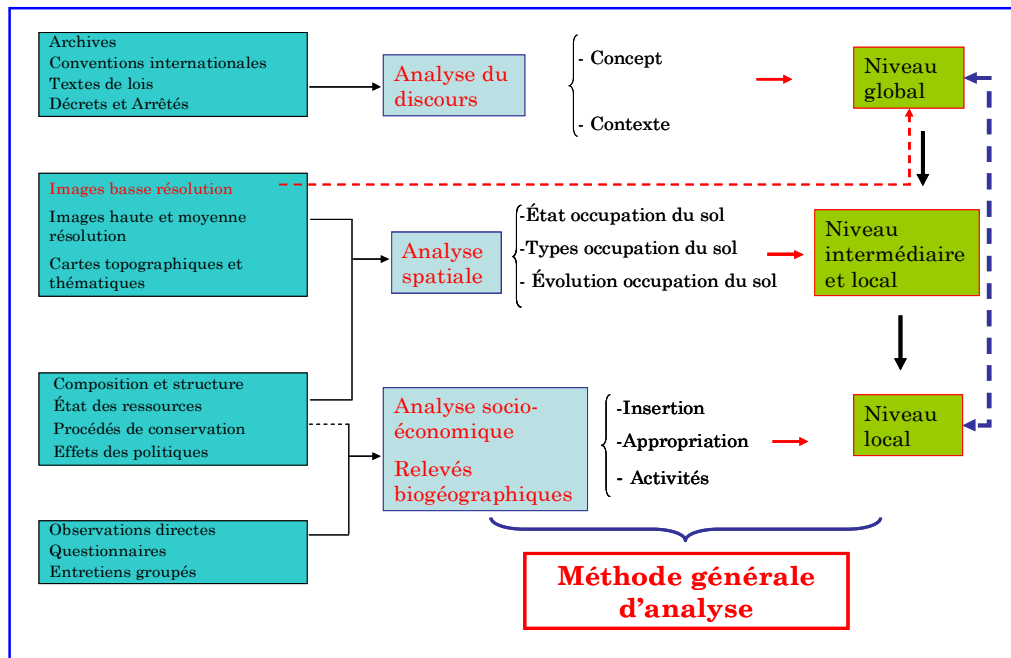 Archives
Conventions internationales
Textes de lois
Décrets et Arrêtés
Analyse du
discours
- Concept
- Contexte
Niveau
global
Images basse résolution
Images haute et moyenne
résolution
Cartes topographiques et
thématiques
Analyse
spatiale
-État occupation du sol
-Types occupation du sol
- Évolution occupation du sol
Niveau
intermédiaire
et local
Composition et structure
État des ressources
Procédés de conservation
Effets des politiques
Analyse socio-
économique
Relevés
biogéographiques
-Insertion
-Appropriation
- Activités
Niveau
local
Observations directes
Questionnaires
Entretiens groupés
Méthode générale
d’analyse